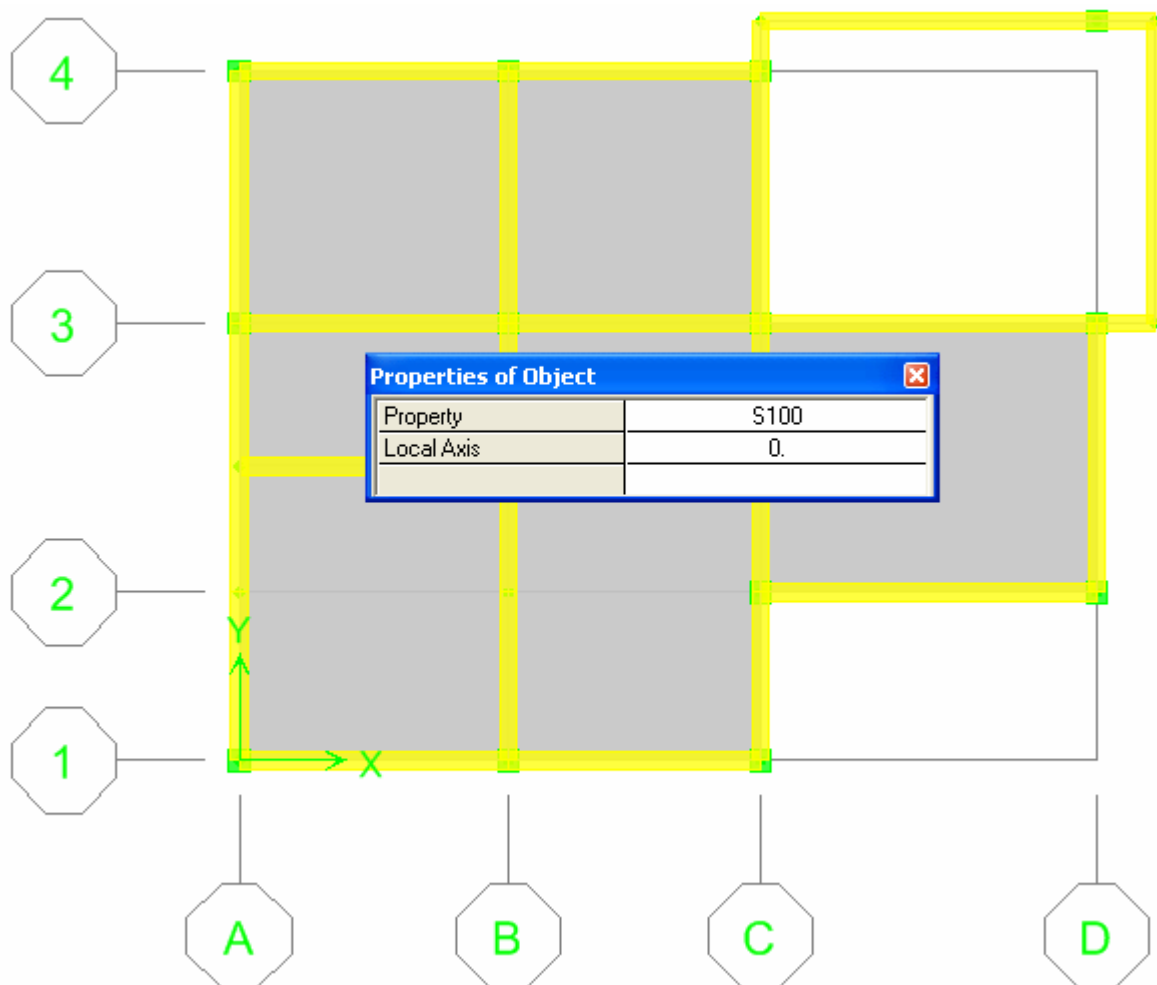 4
3
Properties of Object
Property S100
Local Axis 0.
2
Y
1
X
A B C D